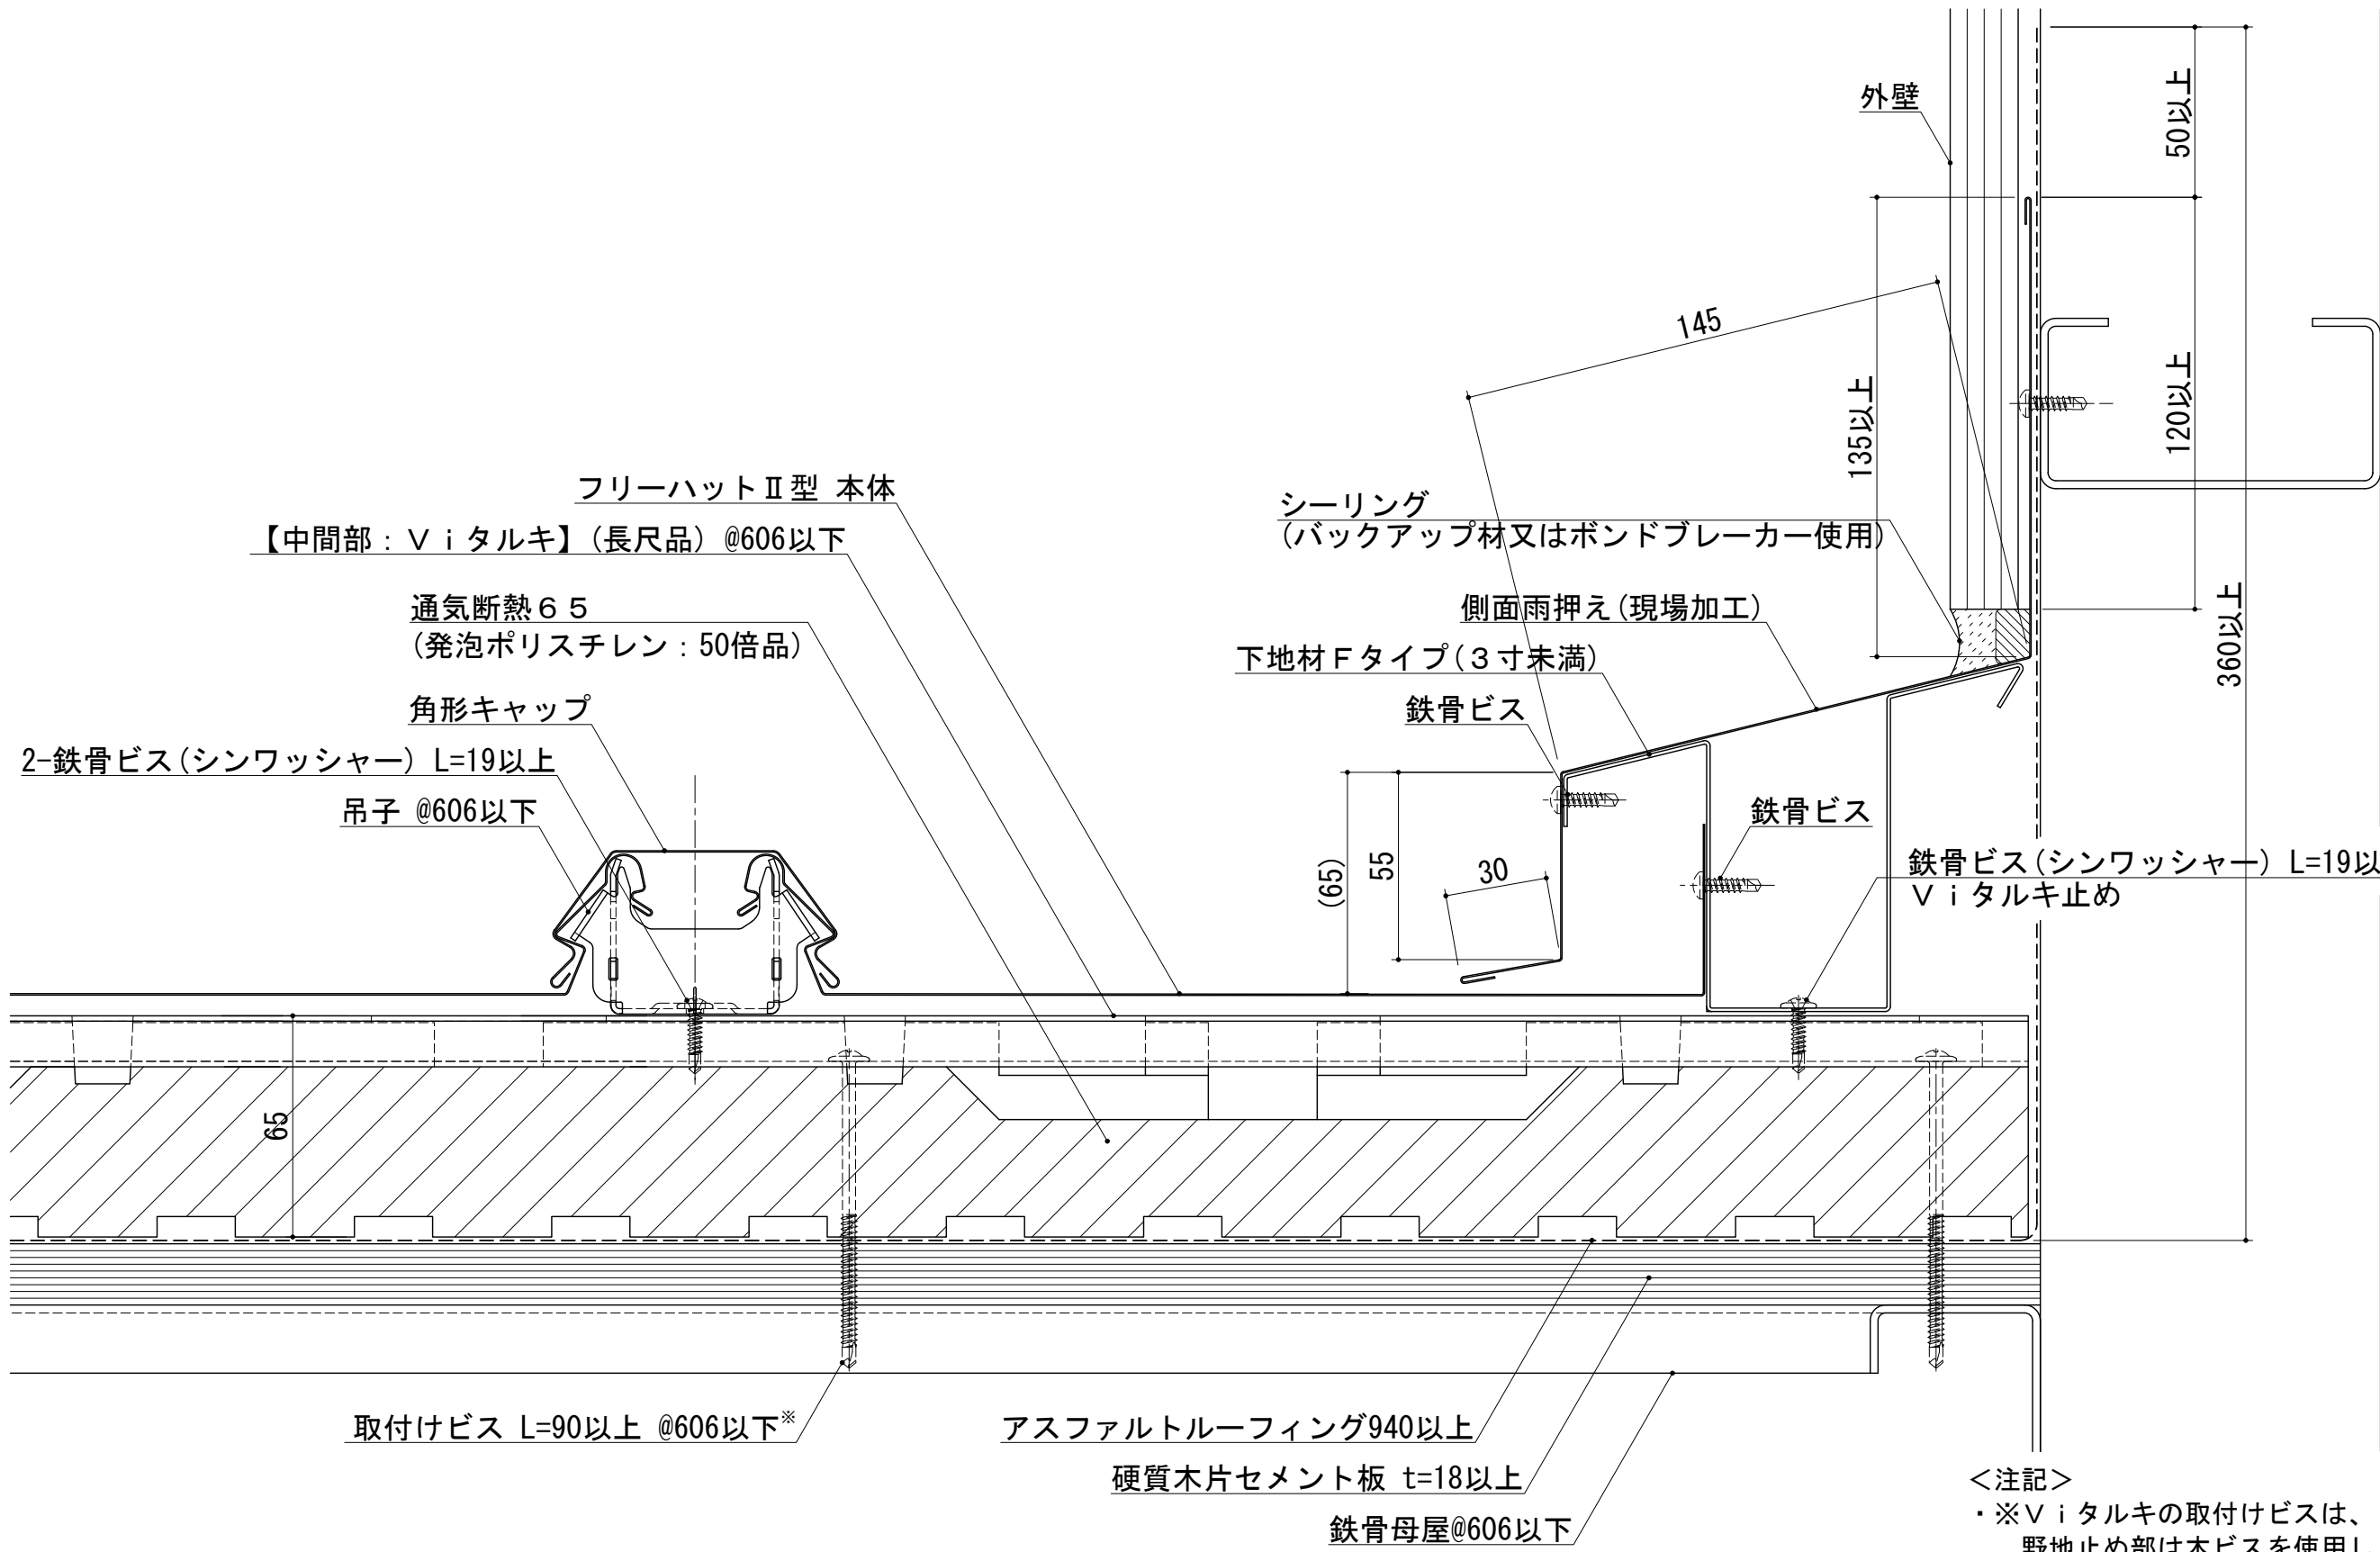 外壁
50以上
145
135以上
120以上
360以上
フリーハットⅡ型 本体
【中間部:Ｖｉタルキ】(長尺品) @606以下
通気断熱６５
(発泡ポリスチレン:50倍品)
角形キャップ
2-鉄骨ビス(シンワッシャー) L=19以上
吊子 @606以下
シーリング
(バックアップ材又はボンドブレーカー使用)
側面雨押え(現場加工)
下地材Ｆタイプ(３寸未満)
鉄骨ビス
鉄骨ビス
(65)
55
30
鉄骨ビス(シンワッシャー) L=19以
Ｖｉタルキ止め
65
取付けビス L=90以上 @606以下※
アスファルトルーフィング940以上
硬質木片セメント板 t=18以上
鉄骨母屋@606以下
＜注記＞
・※Ｖｉタルキの取付けビスは、